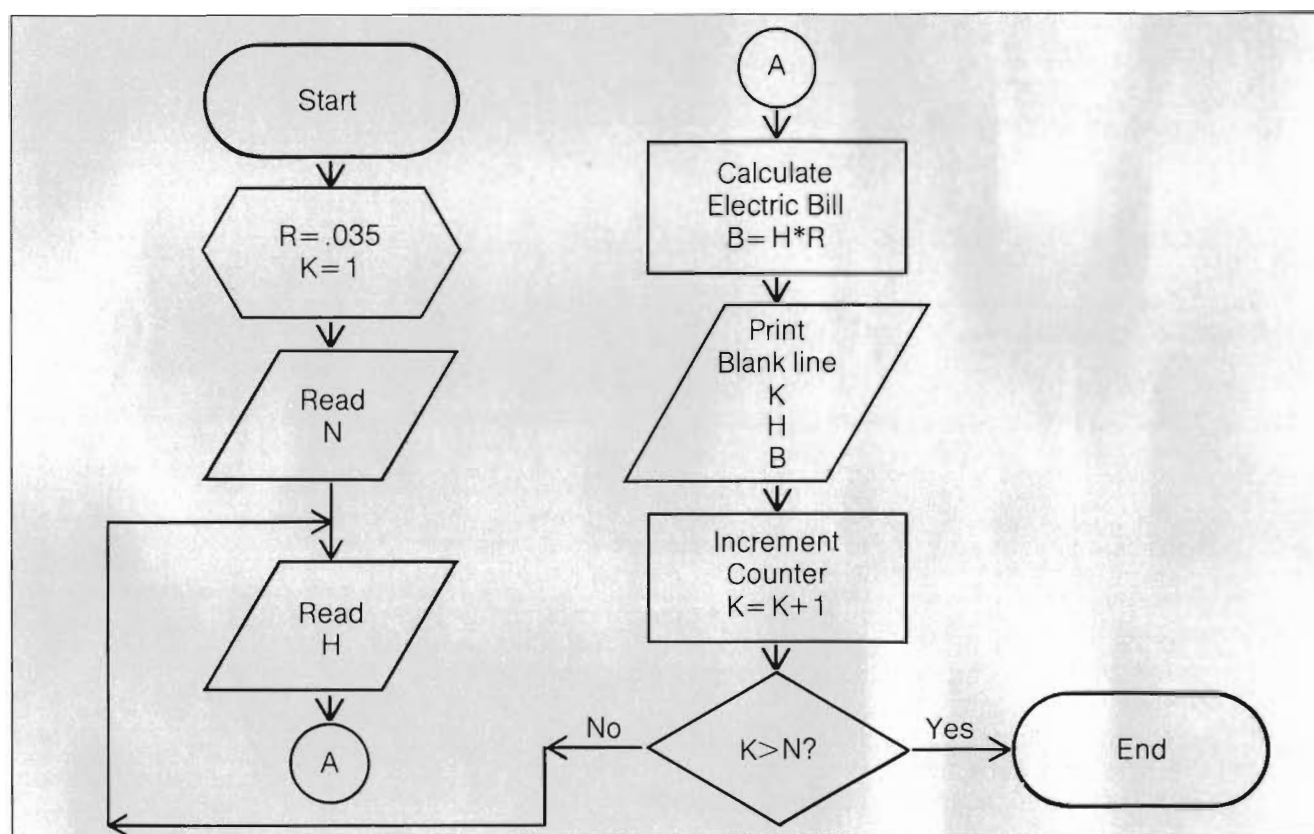 Start
R= .035
K= 1
Read
N
Read
H
A
A
Calculate
Electric Bill
B= H*R
Print
Blank line
K
H
B
Increment
Counter
K= K+1
K>N?
No
Yes
End